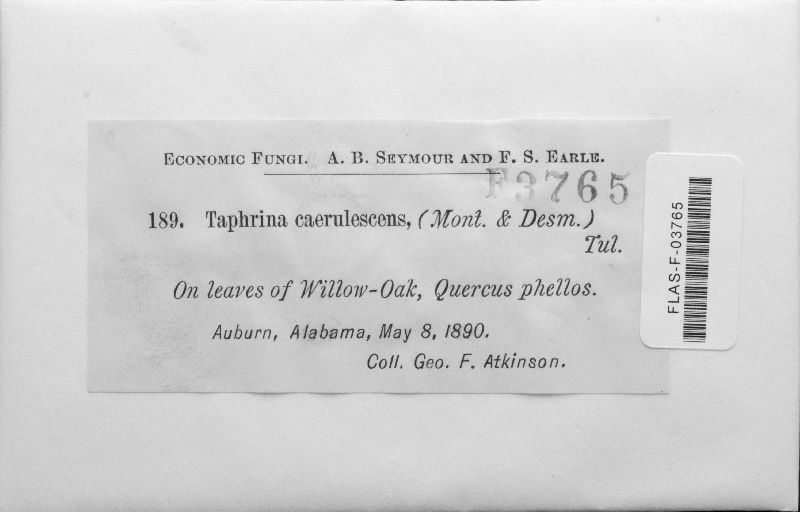 ECONOMIC FUNGI. A. B. SEYMOUR AND F. S. EARLE.
F3765
189. Taphrina caerulescens, (Mont. & Desm.)
Tul.
On leaves of Willow-Oak, Quercus phellos.
Auburn, Alabama, May 8, 1890.
Coll. Geo. F. Atkinson.
FLAS-F-03765